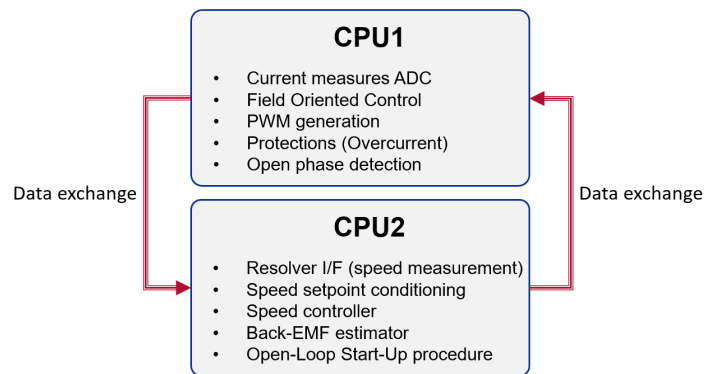 CPU1
• Current measures ADC
• Field Oriented Control
• PWM generation
• Protections (Overcurrent)
• Open phase detection
Data exchange
Data exchange
CPU2
• Resolver I/F (speed measurement)
• Speed setpoint conditioning
• Speed controller
• Back-EMF estimator
• Open-Loop Start-Up procedure